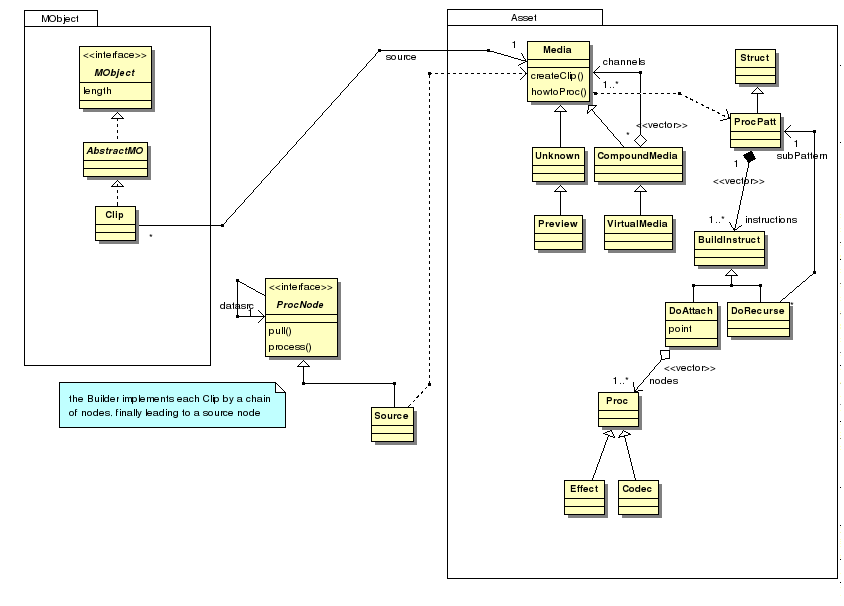 MObject
<<interface>>
MObject
length
AbstractMO
Clip
*
source
Asset
1
Media
createClip()
howtoProc()
channels
1..*
Struct
ProcPatt
<<vector>>
*
1
subPattern
Unknown
CompoundMedia
1
<<vector>>
Preview
VirtualMedia
1..*
instructions
BuildInstruct
<<interface>>
ProcNode
datasrc
1
pull()
process()
DoAttach
point
DoRecurse
*
<<vector>>
1..*
nodes
the Builder implements each Clip by a chain
of nodes. finally leading to a source node
Source
Proc
Effect
Codec